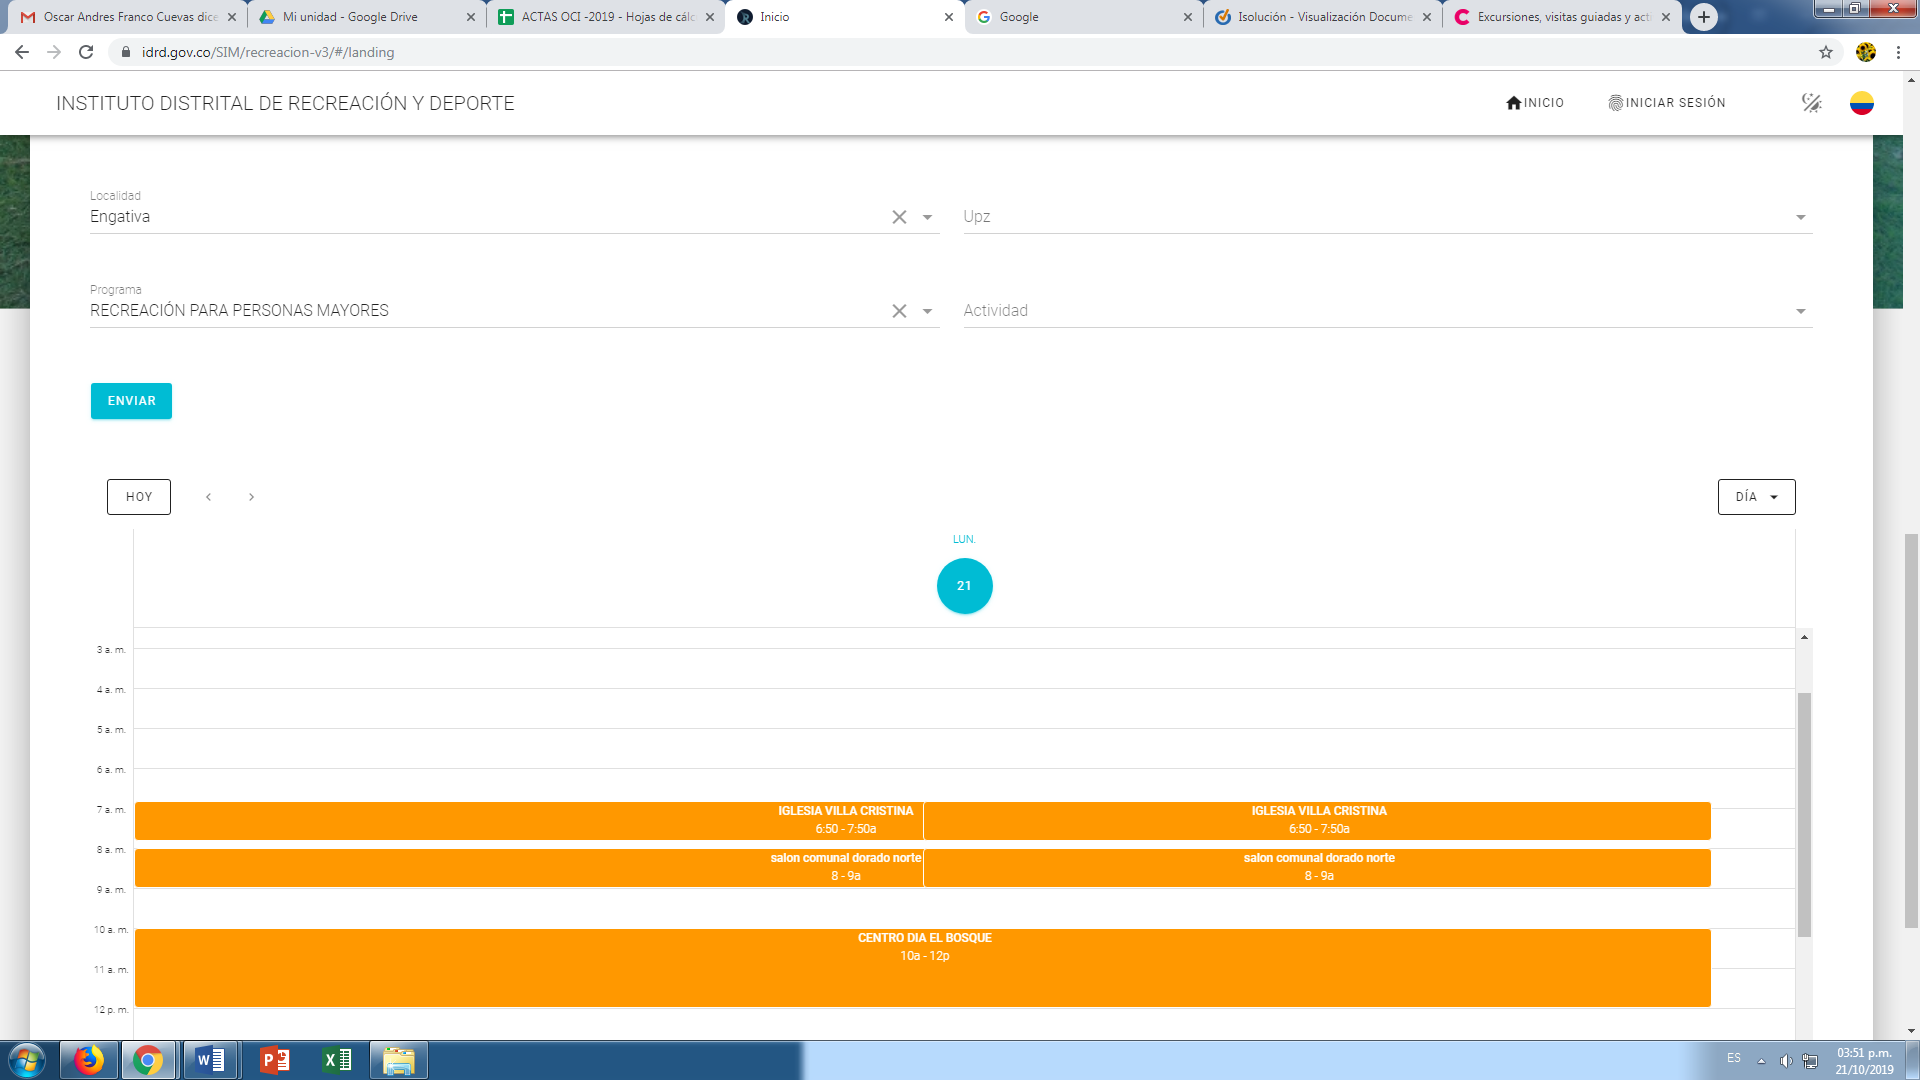 Oscar Andres Franco Cuevas dice
Mi unidad - Google Drive
ACTAS OCI -2019 - Hojas de cálc
Inicio
Google
Isolución - Visualización Docume
Excursiones, visitas guiadas y act
idrd.gov.co/SIM/recreacion-v3/#/landing
INSTITUTO DISTRITAL DE RECREACIÓN Y DEPORTE
INICIO
INICIAR SESIÓN
Localidad
Engativa
Upz
Programa
RECREACIÓN PARA PERSONAS MAYORES
Actividad
ENVIAR
HOY
DÍA
LUN.
21
3 a. m.
4 a. m.
5 a. m.
6 a. m.
7 a. m.
IGLESIA VILLA CRISTINA
6:50 - 7:50a
IGLESIA VILLA CRISTINA
6:50 - 7:50a
8 a. m.
salon comunal dorado norte
8 - 9a
salon comunal dorado norte
8 - 9a
9 a. m.
10 a. m.
CENTRO DIA EL BOSQUE
10a - 12p
11 a. m.
12 p. m.
ES
03:51 p.m.
21/10/2019